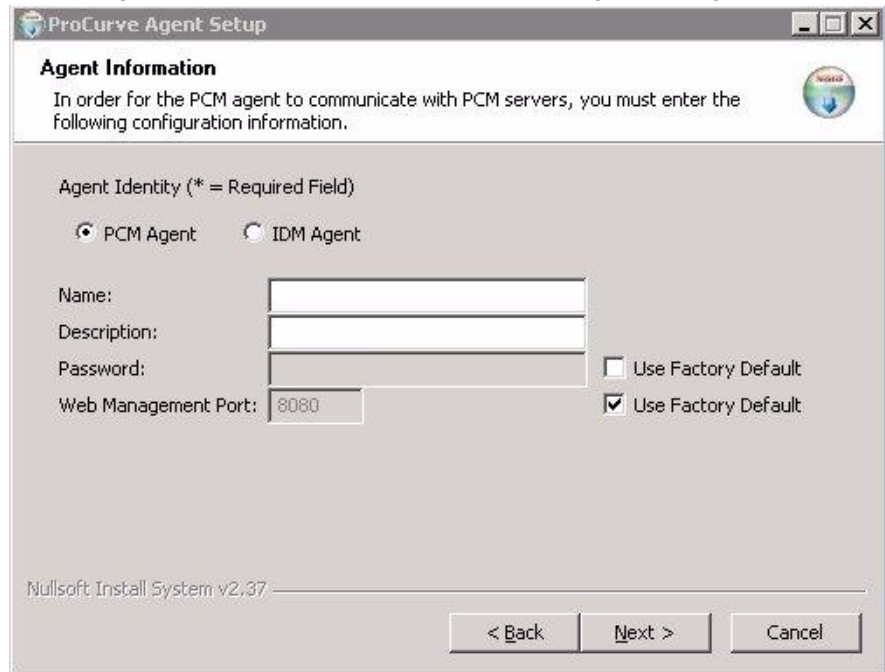 ProCurve Agent Setup
Agent Information
In order for the PCM agent to communicate with PCM servers, you must enter the
following configuration information.
Agent Identity (* = Required Field)
PCM Agent IDM Agent
Name:
Description:
Password: Use Factory Default
Web Management Port: 8080 Use Factory Default
Nullsoft Install System v2.37
< Back Next > Cancel